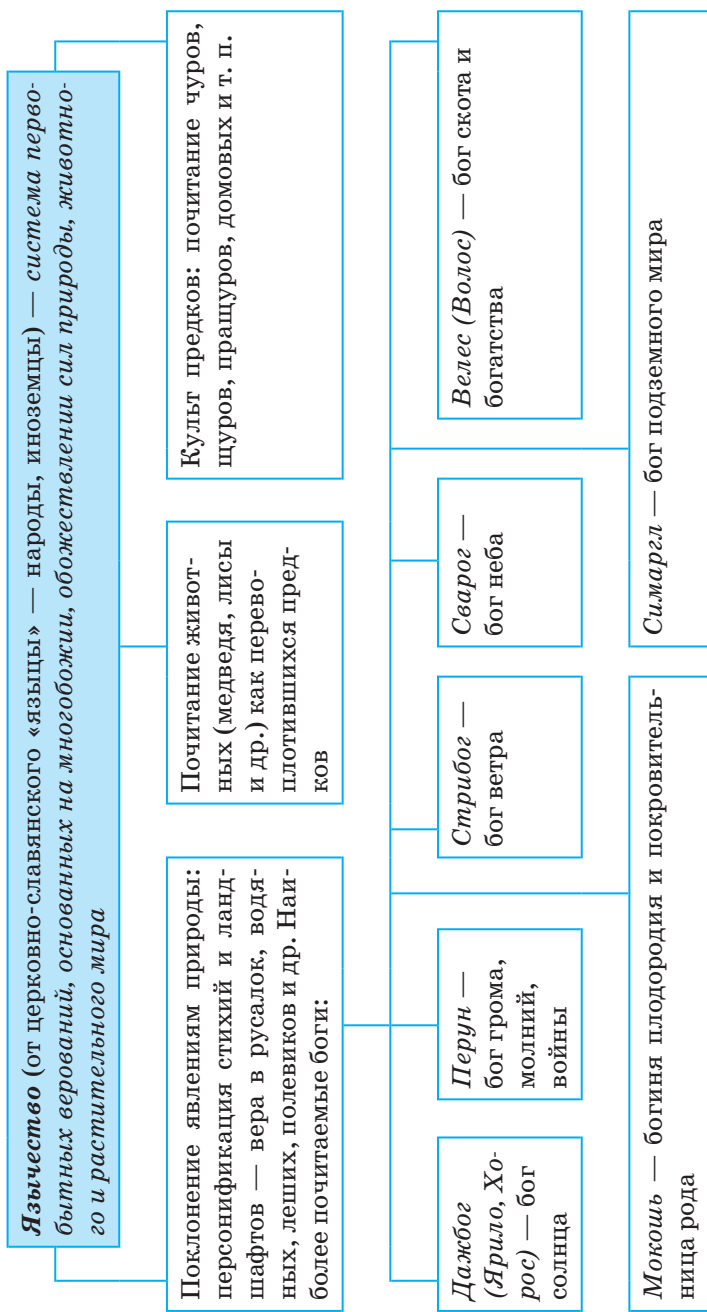 Язычество (от церковно-славянского «языцы» — народы, иноземцы) — система перво-
бытных верований, основанных на многобожии, обожествлении сил природы, животно-
го и растительного мира
Поклонение явлениям природы:
персонификация стихий и ланд-
шафтов — вера в русалок, водя-
ных, леших, полевиков и др. Наи-
более почитаемые боги:
Почитание живот-
ных (медведя, лисы
и др.) как перево-
плотившихся пред-
ков
Культ предков: почитание чуров,
щуров, пращуров, домовых и т. п.
Дажбог
(Ярило, Хо-
рос) — бог
солнца
Перун —
бог грома,
молний,
войны
Стрибог —
бог ветра
Сварог —
бог неба
Велес (Волос) — бог скота и
богатства
Мокошь — богиня плодородия и покровитель-
ница рода
Симаргл — бог подземного мира